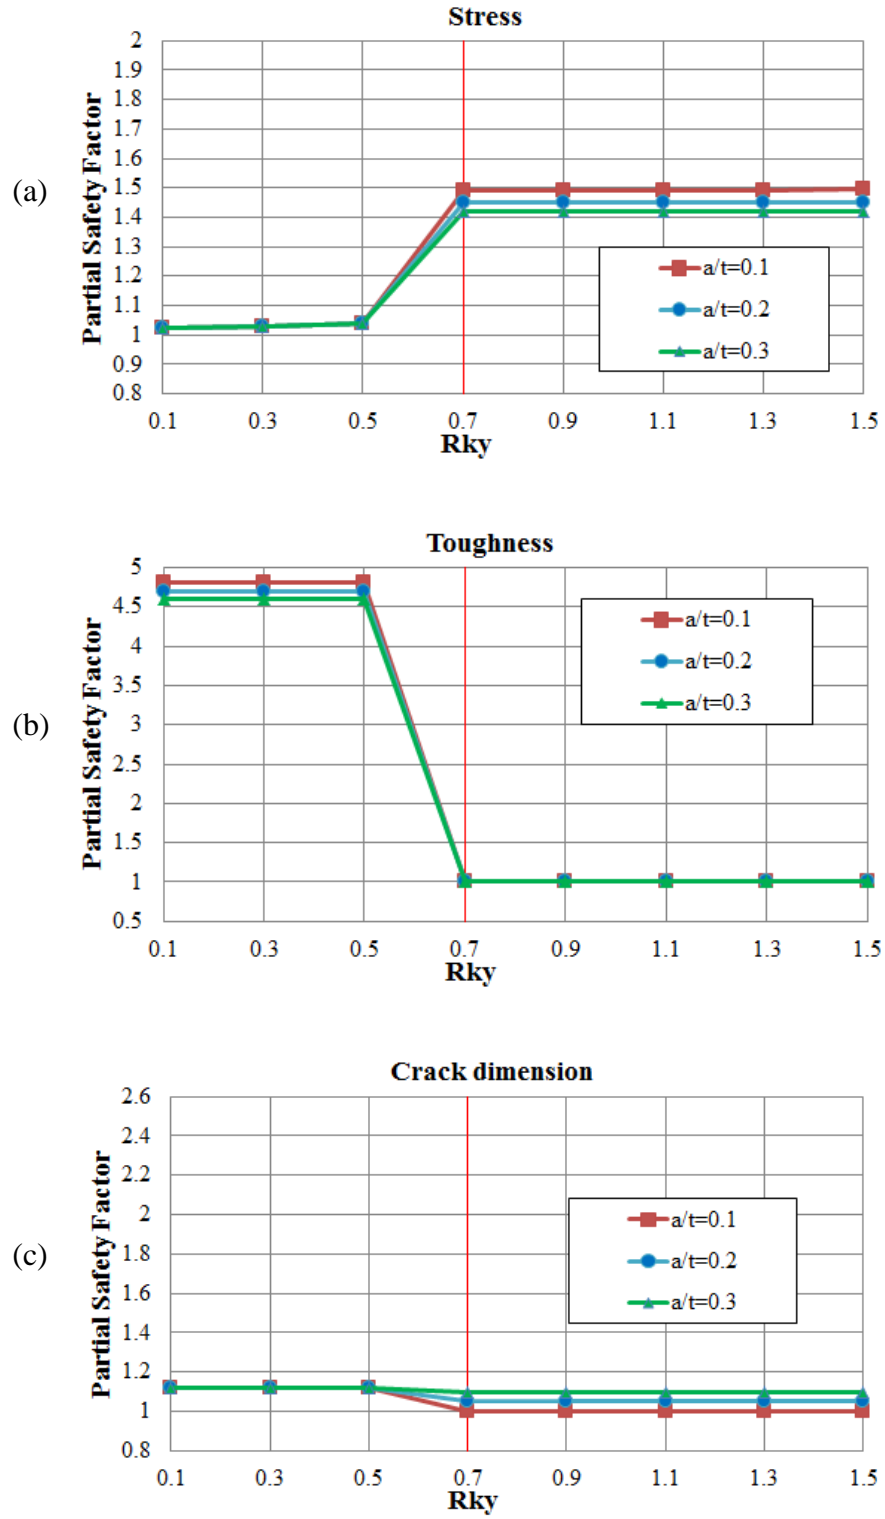 Stress
(a)
Partial Safety Factor
2
1.9
1.8
1.7
1.6
1.5
1.4
1.3
1.2
1.1
1
0.9
0.8
a/t=0.1
a/t=0.2
a/t=0.3
0.1 0.3 0.5 0.7 0.9 1.1 1.3 1.5
Rky
Toughness
(b)
Partial Safety Factor
5
4.5
4
3.5
3
2.5
2
1.5
1
0.5
a/t=0.1
a/t=0.2
a/t=0.3
0.1 0.3 0.5 0.7 0.9 1.1 1.3 1.5
Rky
Crack dimension
(c)
Partial Safety Factor
2.6
2.4
2.2
2
1.8
1.6
1.4
1.2
1
0.8
a/t=0.1
a/t=0.2
a/t=0.3
0.1 0.3 0.5 0.7 0.9 1.1 1.3 1.5
Rky